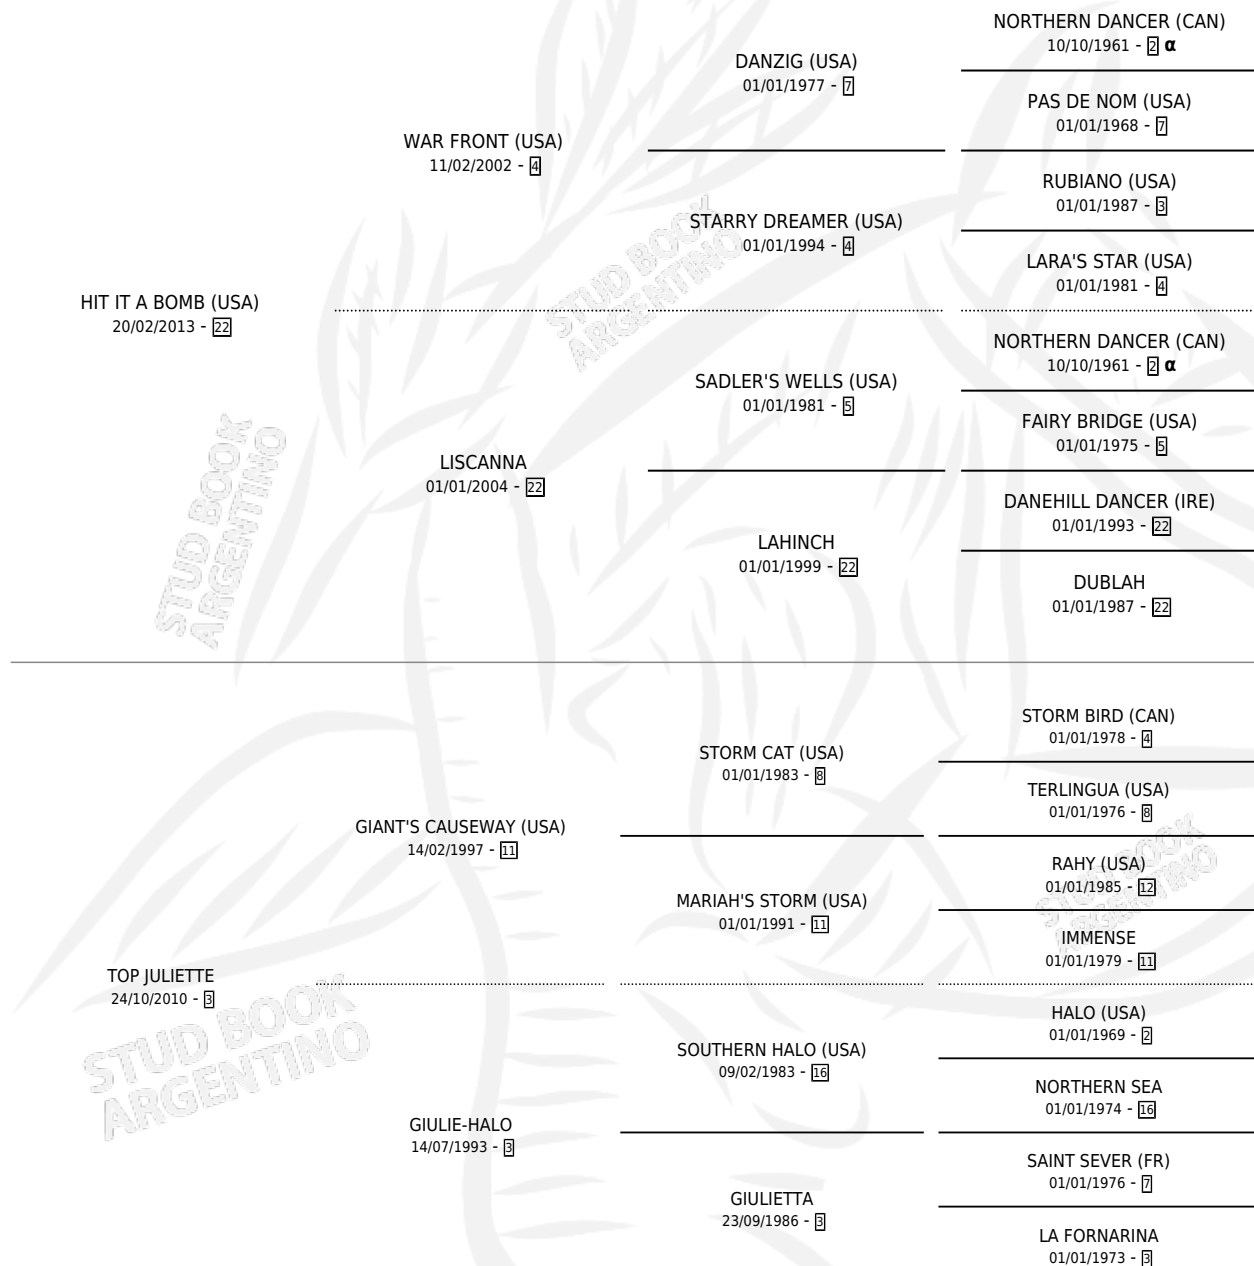 NORTHERN DANCER (CAN)
10/10/1961 - 2 α
DANZIG (USA)
01/01/1977 - 7
PAS DE NOM (USA)
01/01/1968 - 7
WAR FRONT (USA)
11/02/2002 - 4
RUBIANO (USA)
01/01/1987 - 3
STARRY DREAMER (USA)
01/01/1994 - 4
LARA'S STAR (USA)
01/01/1981 - 4
HIT IT A BOMB (USA)
20/02/2013 - 22
NORTHERN DANCER (CAN)
10/10/1961 - 2 α
SADLER'S WELLS (USA)
01/01/1981 - 5
FAIRY BRIDGE (USA)
01/01/1975 - 5
LISCANNA
01/01/2004 - 22
DANEHILL DANCER (IRE)
01/01/1993 - 22
LAHINCH
01/01/1999 - 22
DUBLAH
01/01/1987 - 22
STORM BIRD (CAN)
01/01/1978 - 4
STORM CAT (USA)
01/01/1983 - 8
TERLINGUA (USA)
01/01/1976 - 8
GIANT'S CAUSEWAY (USA)
14/02/1997 - 11
RAHY (USA)
01/01/1985 - 12
MARIAH'S STORM (USA)
01/01/1991 - 11
IMMENSE
01/01/1979 - 11
TOP JULIETTE
24/10/2010 - 3
HALO (USA)
01/01/1969 - 2
SOUTHERN HALO (USA)
09/02/1983 - 16
NORTHERN SEA
01/01/1974 - 16
GIULIE-HALO
14/07/1993 - 3
SAINT SEVER (FR)
01/01/1976 - 7
GIULIETTA
23/09/1986 - 3
LA FORNARINA
01/01/1973 - 3
STUD BOOK
ARGENTINO
STUD BOOK
ARGENTINO
STUD BOOK
ARGENTINO
STUD BOOK
ARGENTINO